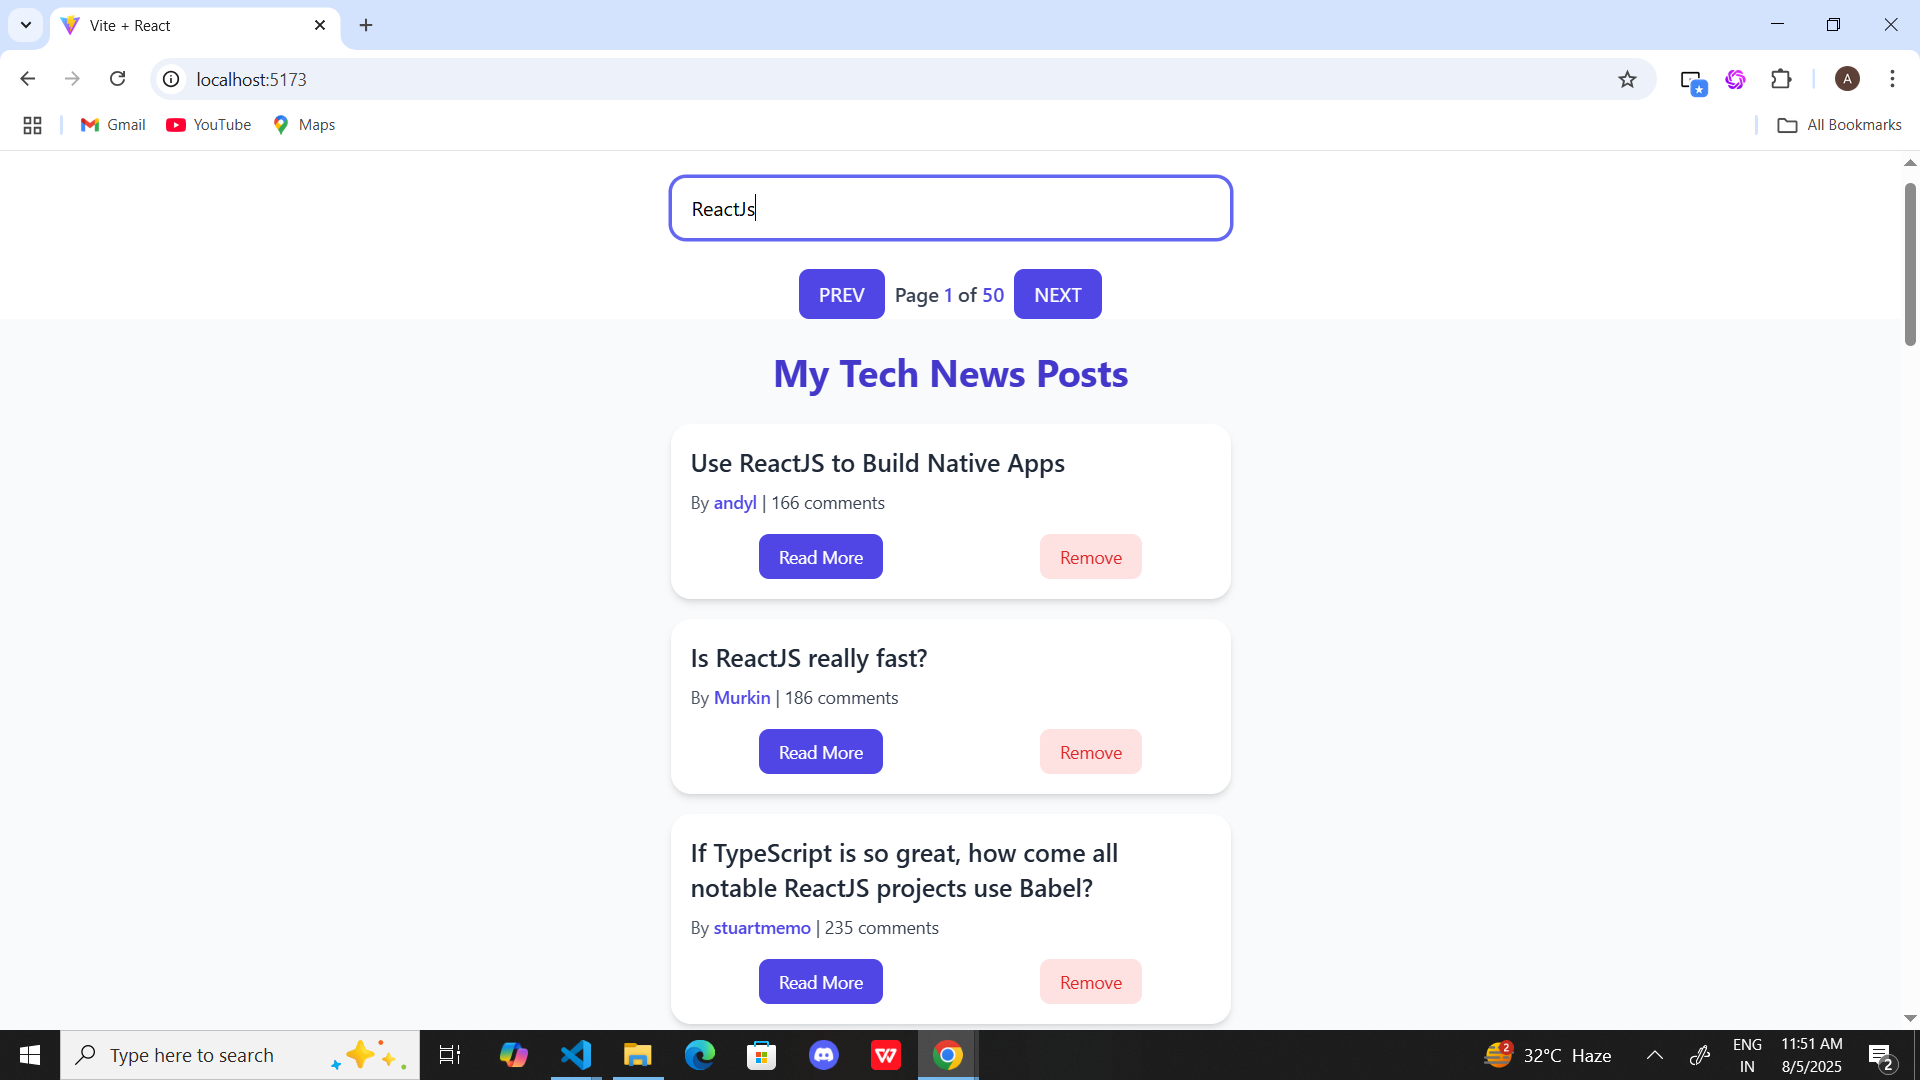 Vite + React
localhost:5173
A
Gmail YouTube Maps All Bookmarks
ReactJs
PREV Page 1 of 50 NEXT
My Tech News Posts
Use ReactJS to Build Native Apps
By andyl | 166 comments
Read More Remove
Is ReactJS really fast?
By Murkin | 186 comments
Read More Remove
If TypeScript is so great, how come all
notable ReactJS projects use Babel?
By stuartmemo | 235 comments
Read More Remove
Type here to search
W
2
32°C Haze
ENG
IN
11:51 AM
8/5/2025
2